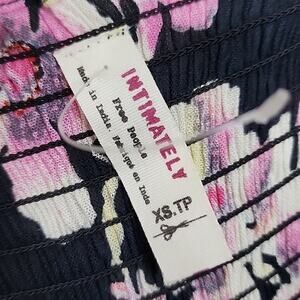 INTIMATELY
Free People
Made in India. Fabriqué en Inde
XS.TP